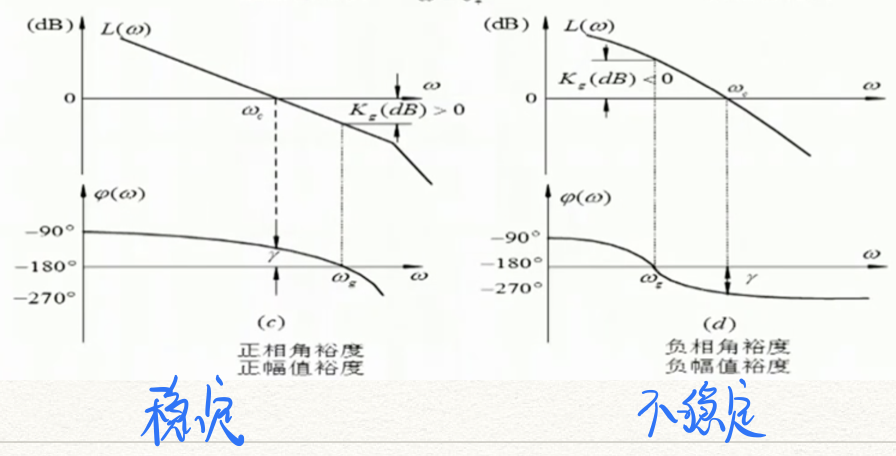 (dB) L(ω)
0
ω
ω꜀
K_g(dB) > 0
φ(ω)
−90°
−180°
−270°
γ
ω_g
ω
(c)
正相角裕度
正幅值裕度
稳定
(dB) L(ω)
K_g(dB) < 0
0
ω꜀
ω
φ(ω)
−90°
−180°
−270°
ω_g
γ
ω
(d)
负相角裕度
负幅值裕度
不稳定